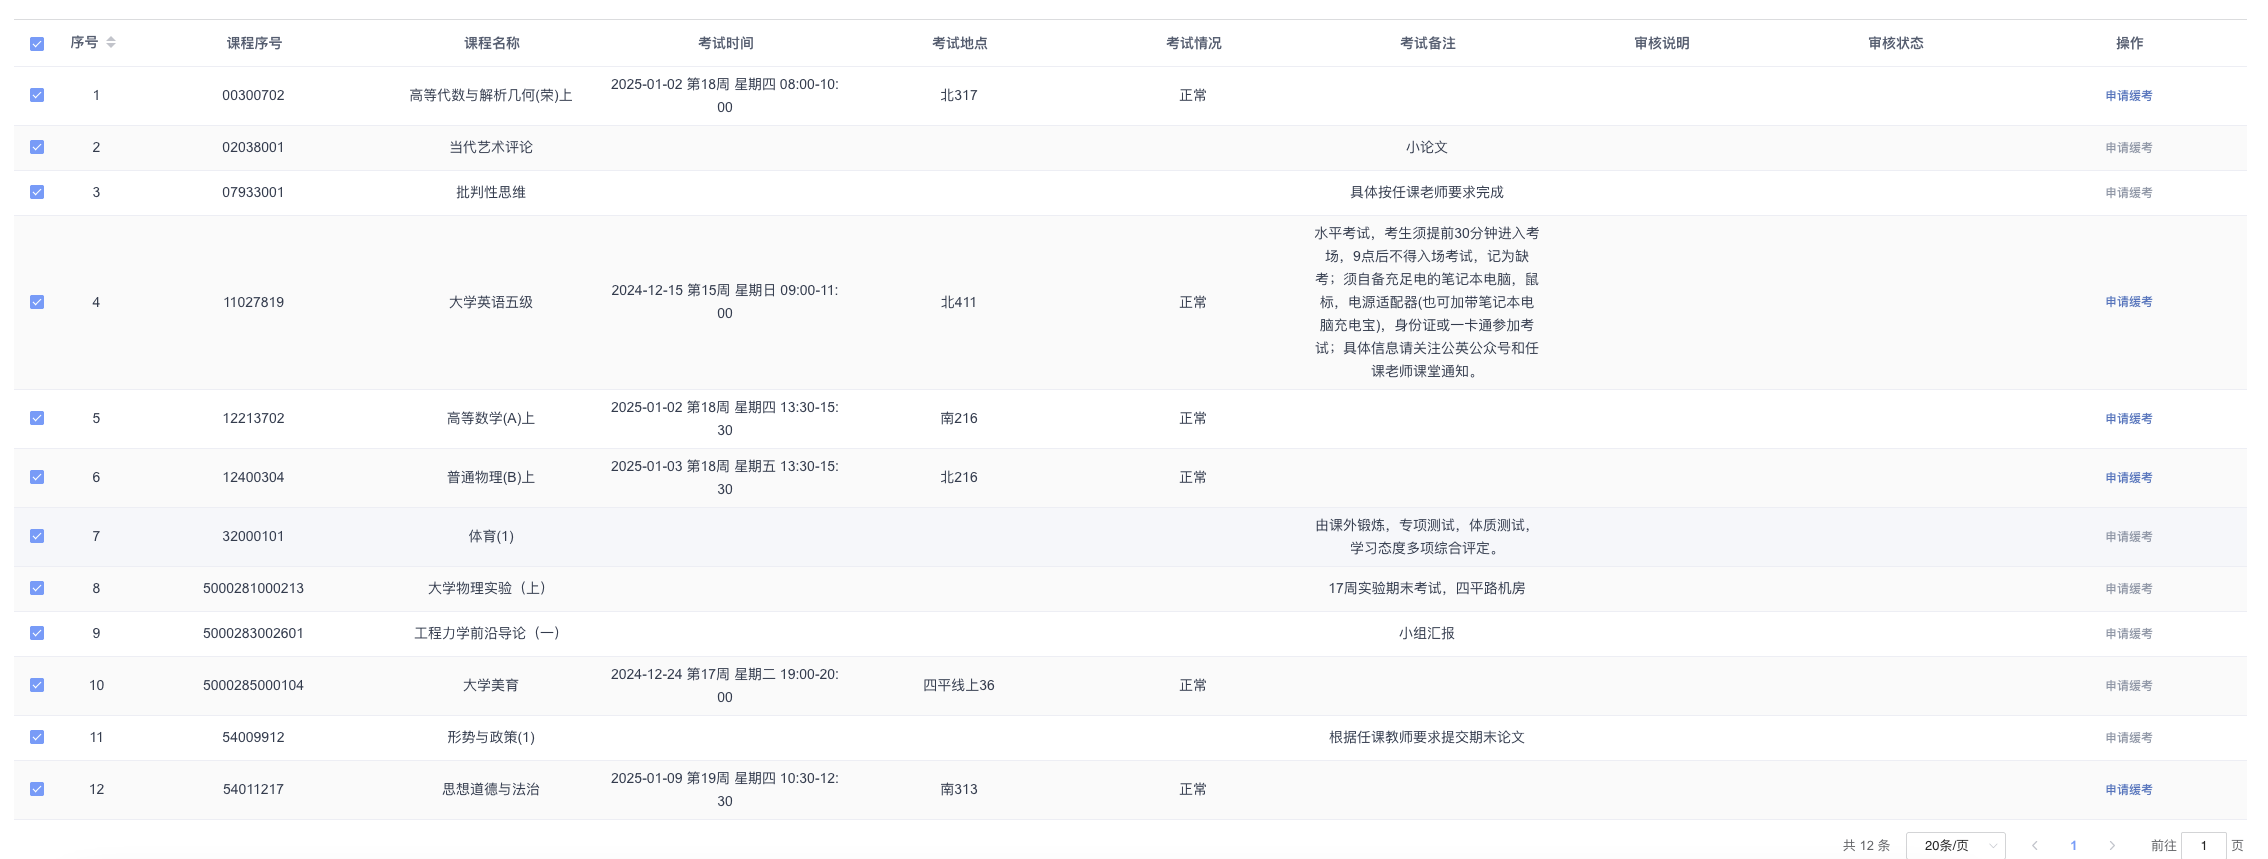 序号 课程序号 课程名称 考试时间 考试地点 考试情况 考试备注 审核说明 审核状态 操作
1 00300702 高等代数与解析几何(荣)上 2025-01-02 第18周 星期四 08:00-10: 北317 正常 申请缓考
00
2 02038001 当代艺术评论 小论文 申请缓考
3 07933001 批判性思维 具体按任课老师要求完成 申请缓考
水平考试，考生须提前30分钟进入考
场，9点后不得入场考试，记为缺
考；须自备充足电的笔记本电脑，鼠
4 11027819 大学英语五级 2024-12-15 第15周 星期日 09:00-11: 北411 正常 标，电源适配器(也可加带笔记本电 申请缓考
00
脑充电宝)，身份证或一卡通参加考
试；具体信息请关注公英公众号和任
课老师课堂通知。
5 12213702 高等数学(A)上 2025-01-02 第18周 星期四 13:30-15: 南216 正常 申请缓考
30
6 12400304 普通物理(B)上 2025-01-03 第18周 星期五 13:30-15: 北216 正常 申请缓考
30
7 32000101 体育(1) 由课外锻炼，专项测试，体质测试， 申请缓考
学习态度多项综合评定。
8 5000281000213 大学物理实验（上） 17周实验期末考试，四平路机房 申请缓考
9 5000283002601 工程力学前沿导论（一） 小组汇报 申请缓考
10 5000285000104 大学美育 2024-12-24 第17周 星期二 19:00-20: 四平线上36 正常 申请缓考
00
11 54009912 形势与政策(1) 根据任课教师要求提交期末论文 申请缓考
12 54011217 思想道德与法治 2025-01-09 第19周 星期四 10:30-12: 南313 正常 申请缓考
30
共 12 条 20条/页 1 前往 1 页